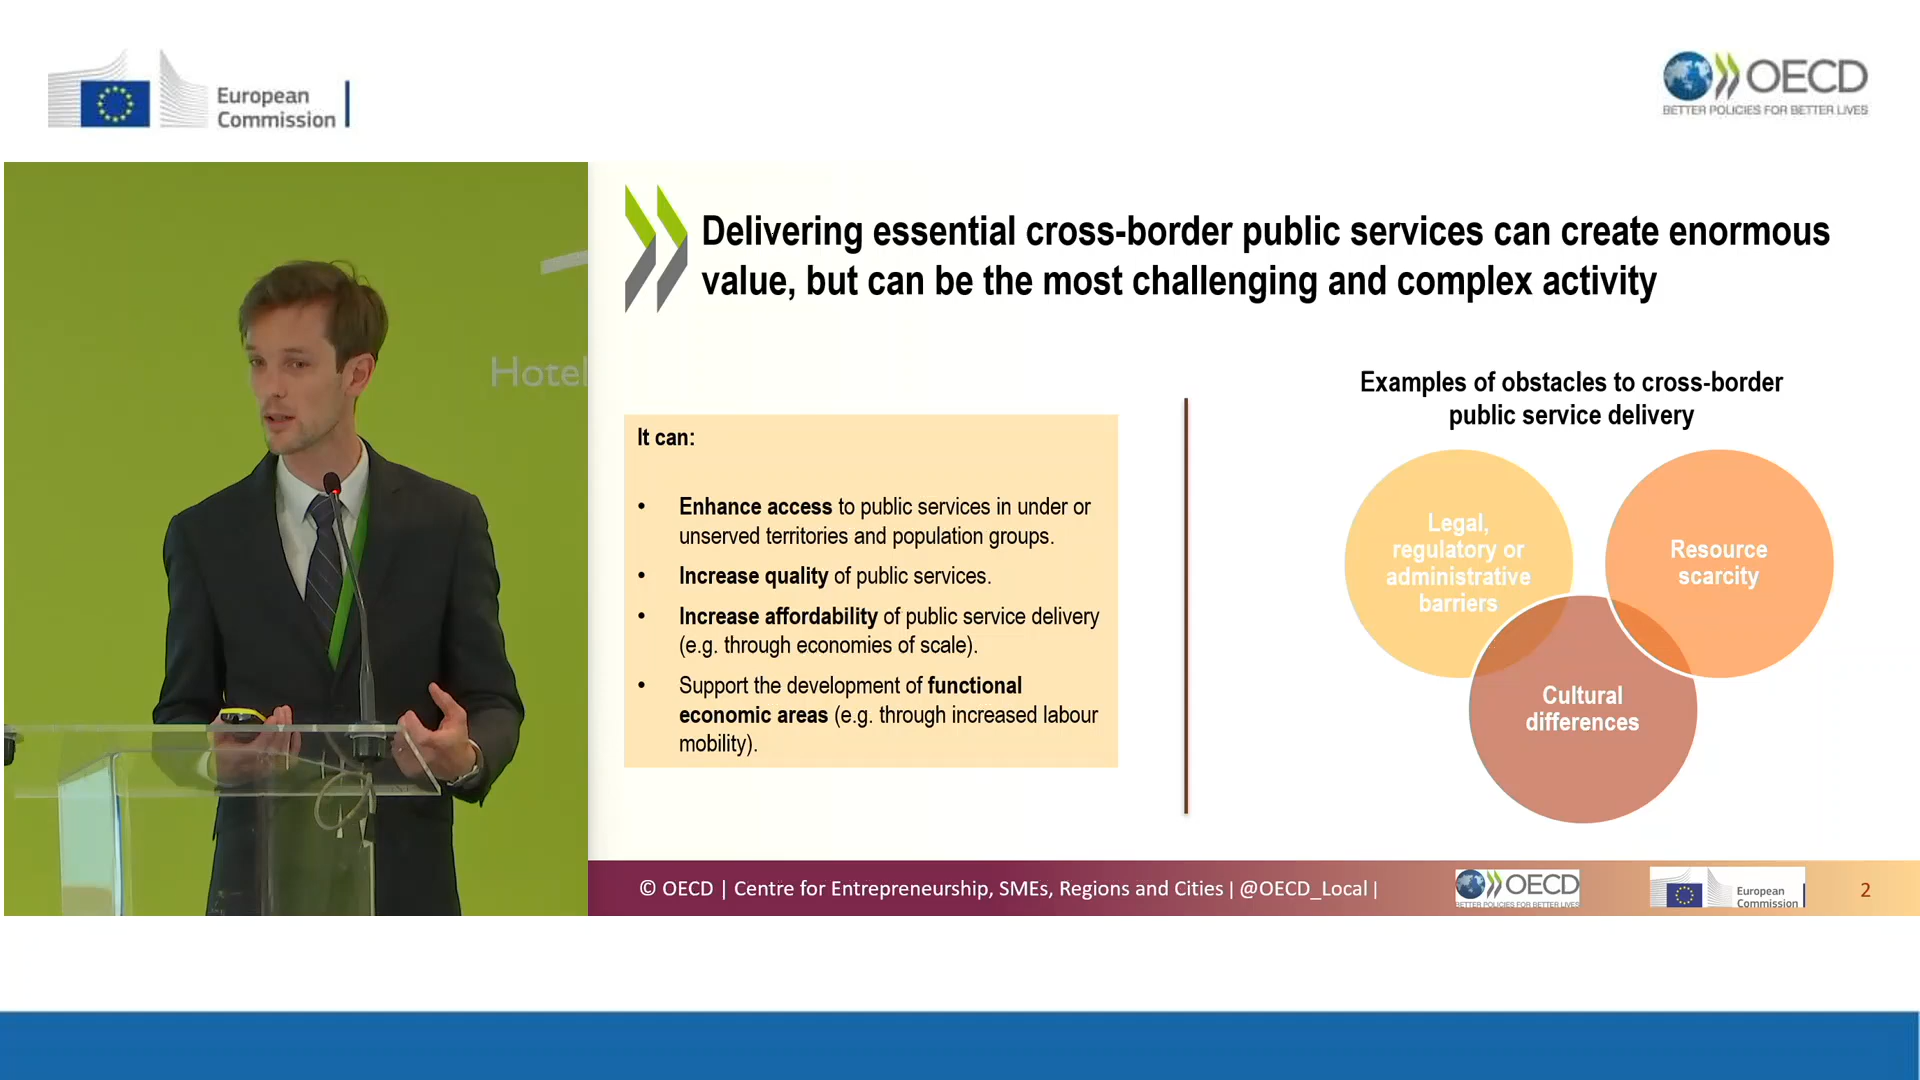 European
Commission
OECD
BETTER POLICIES FOR BETTER LIVES
Hotel
Delivering essential cross-border public services can create enormous
value, but can be the most challenging and complex activity
It can:
• Enhance access to public services in under or
unserved territories and population groups.
• Increase quality of public services.
• Increase affordability of public service delivery
(e.g. through economies of scale).
• Support the development of functional
economic areas (e.g. through increased labour
mobility).
Examples of obstacles to cross-border
public service delivery
Legal,
regulatory or
administrative
barriers
Resource
scarcity
Cultural
differences
© OECD | Centre for Entrepreneurship, SMEs, Regions and Cities | @OECD_Local |
OECD
BETTER POLICIES FOR BETTER LIVES
European
Commission
2